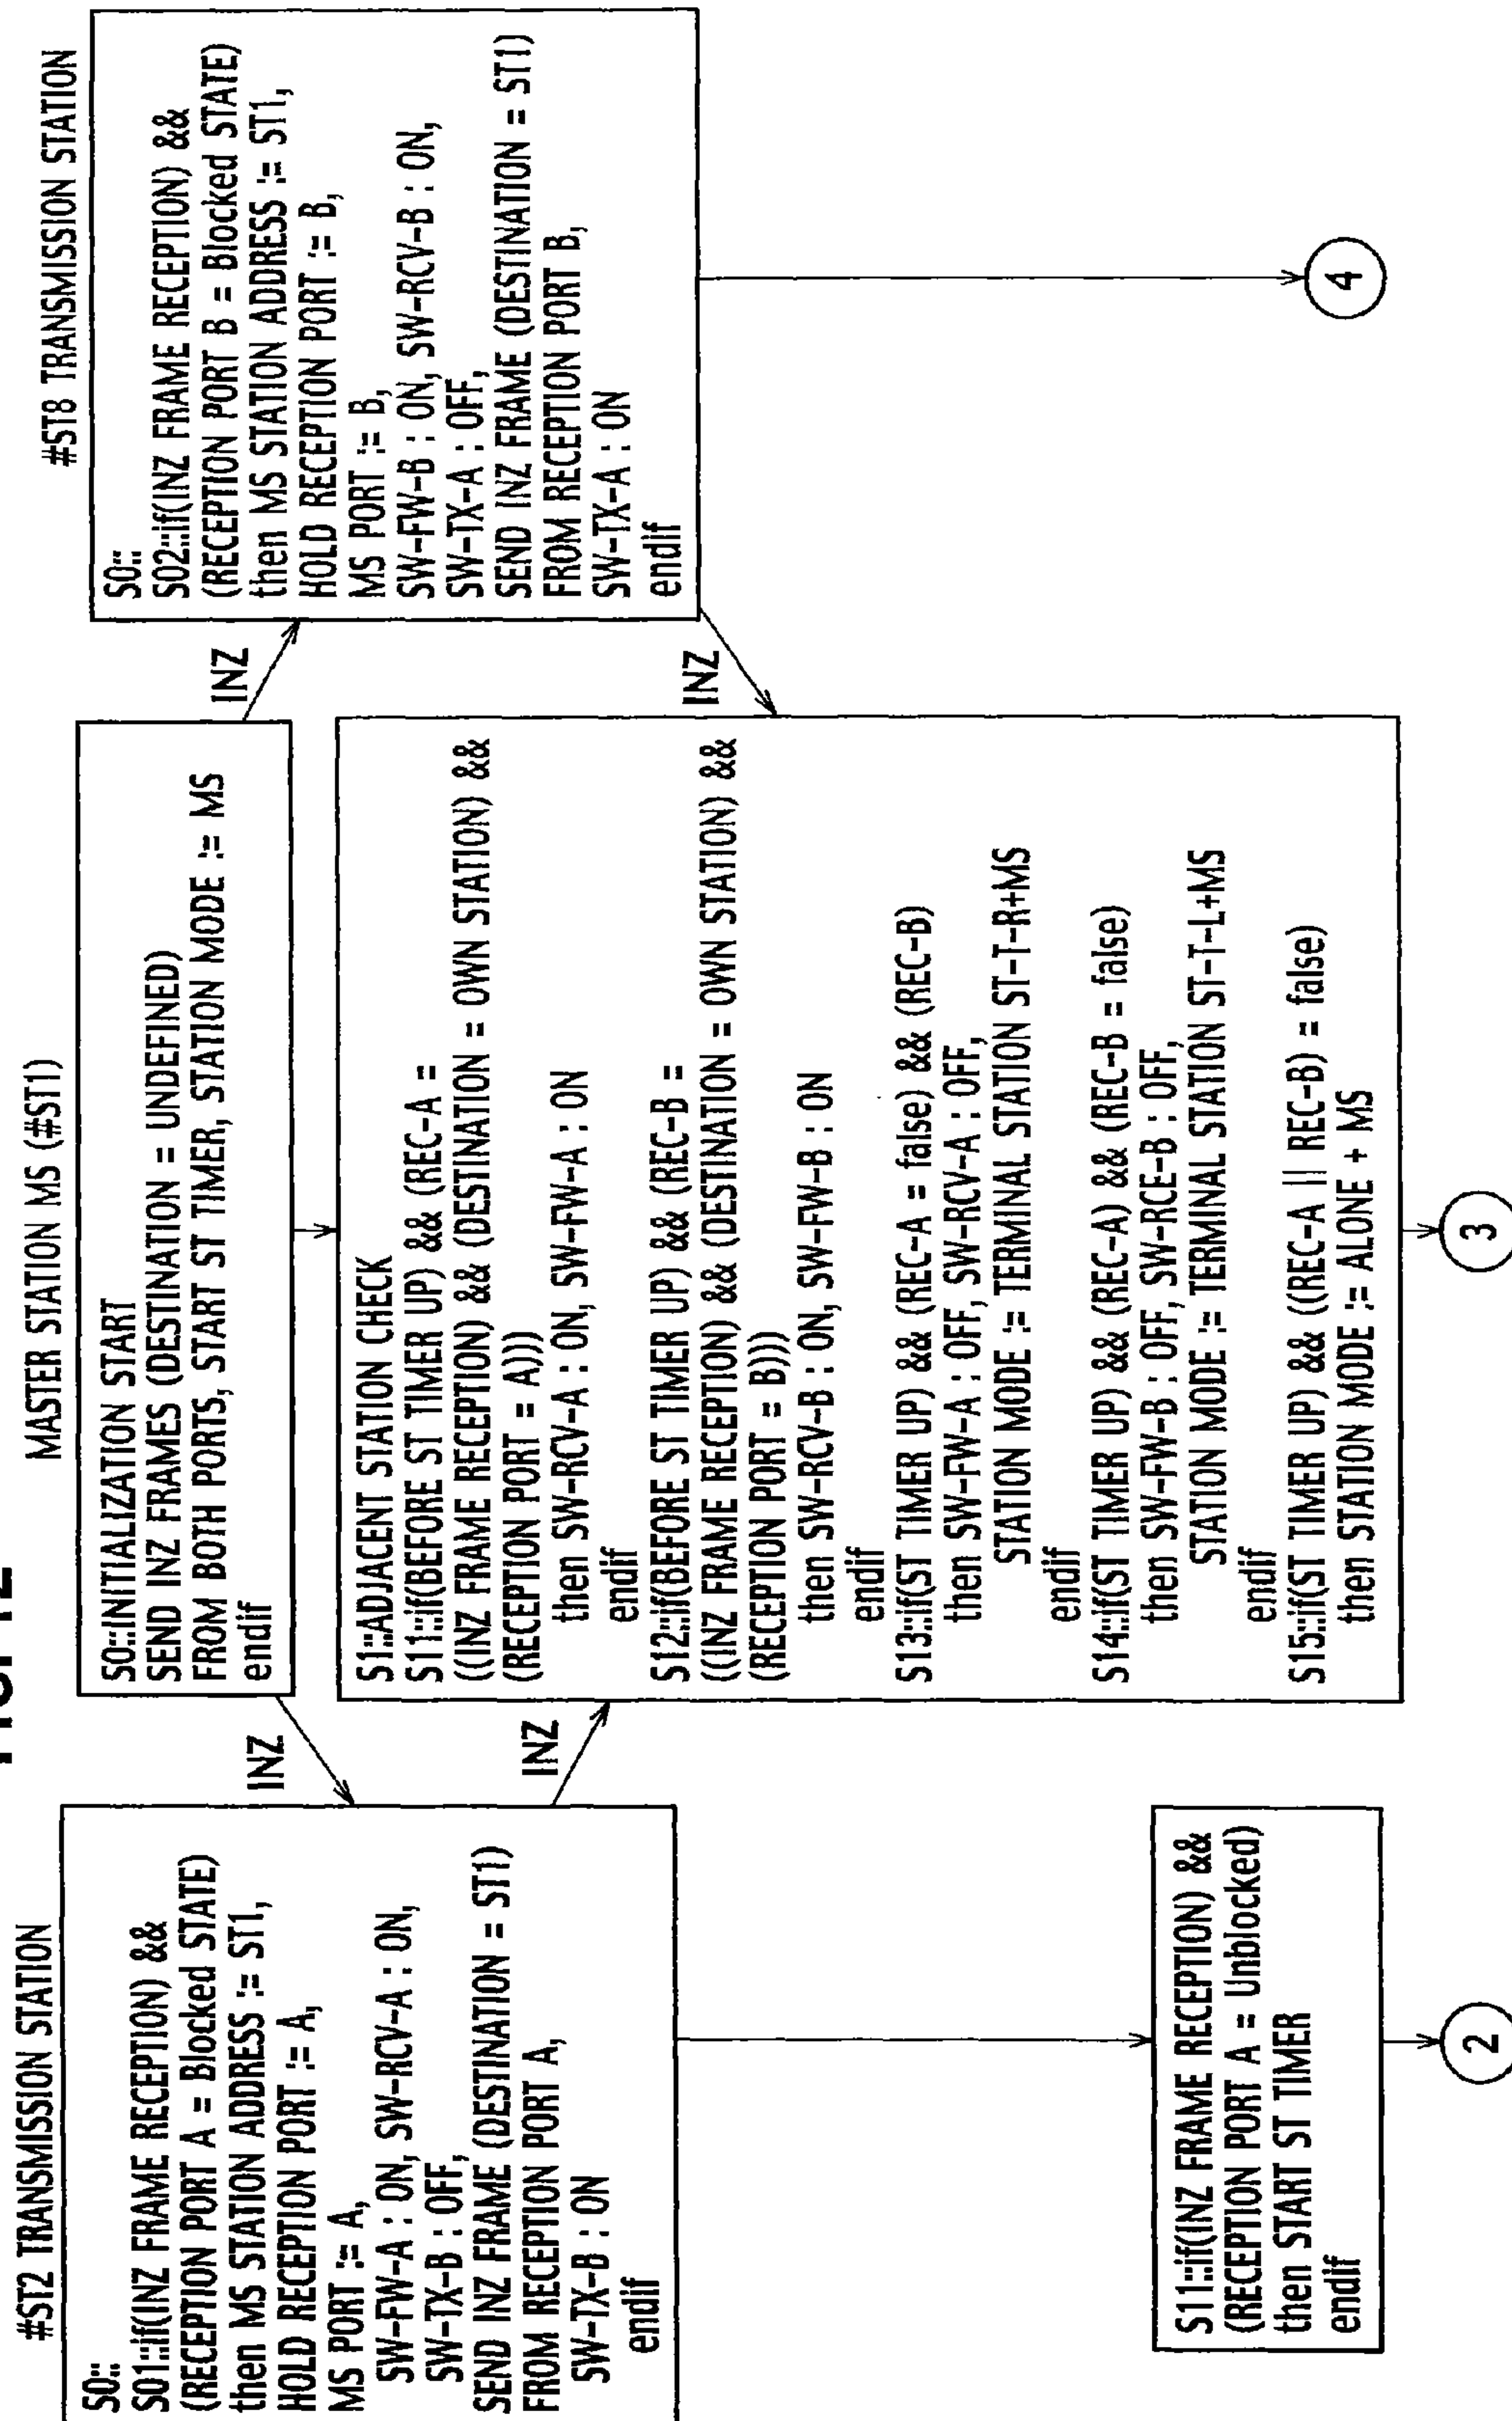 FIG. 12
#ST2 TRANSMISSION STATION
S0::
S01::if(INZ FRAME RECEPTION) &&
(RECEPTION PORT A = Blocked STATE)
then MS STATION ADDRESS := ST1,
HOLD RECEPTION PORT := A,
MS PORT := A,
SW-FW-A : ON, SW-RCV-A : ON,
SW-TX-B : OFF,
SEND INZ FRAME (DESTINATION = ST1)
FROM RECEPTION PORT A,
SW-TX-B : ON
endif
INZ
INZ
S11::if(INZ FRAME RECEPTION) &&
(RECEPTION PORT A = Unblocked)
then START ST TIMER
endif
2
MASTER STATION MS (#ST1)
S0::INITIALIZATION START
SEND INZ FRAMES (DESTINATION = UNDEFINED)
FROM BOTH PORTS, START ST TIMER, STATION MODE := MS
endif
S1::ADJACENT STATION CHECK
S11::if(BEFORE ST TIMER UP) && (REC-A =
((INZ FRAME RECEPTION) && (DESTINATION = OWN STATION) &&
(RECEPTION PORT = A)))
then SW-RCV-A : ON, SW-FW-A : ON
endif
S12::if(BEFORE ST TIMER UP) && (REC-B =
((INZ FRAME RECEPTION) && (DESTINATION = OWN STATION) &&
(RECEPTION PORT = B)))
then SW-RCV-B : ON, SW-FW-B : ON
endif
S13::if(ST TIMER UP) && (REC-A = false) && (REC-B)
then SW-FW-A : OFF, SW-RCV-A : OFF,
STATION MODE := TERMINAL STATION ST-T-R+MS
endif
S14::if(ST TIMER UP) && (REC-A) && (REC-B = false)
then SW-FW-B : OFF, SW-RCE-B : OFF,
STATION MODE := TERMINAL STATION ST-T-L+MS
endif
S15::if(ST TIMER UP) && ((REC-A || REC-B) = false)
then STATION MODE := ALONE + MS
3
INZ
INZ
#ST8 TRANSMISSION STATION
S0::
S02::if(INZ FRAME RECEPTION) &&
(RECEPTION PORT B = Blocked STATE)
then MS STATION ADDRESS := ST1,
HOLD RECEPTION PORT := B,
MS PORT := B,
SW-FW-B : ON, SW-RCV-B : ON,
SW-TX-A : OFF,
SEND INZ FRAME (DESTINATION = ST1)
FROM RECEPTION PORT B,
SW-TX-A : ON
endif
4